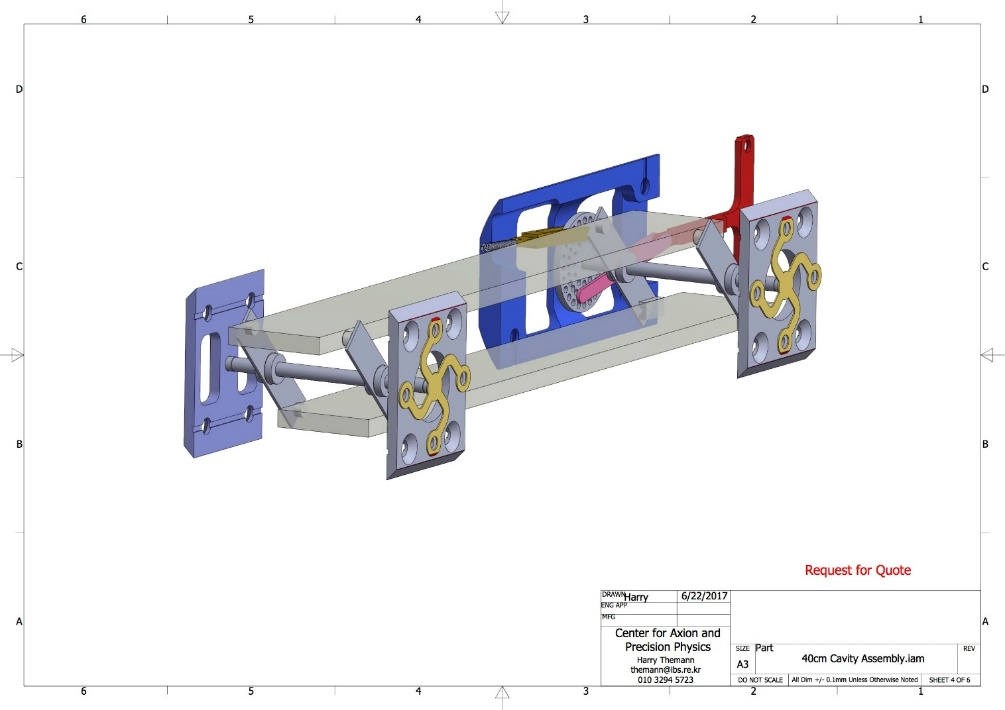 6 5 4 3 2 1
D D
C C
B B
A A
Request for Quote
DRAWN Harry 6/22/2017
ENG APP
MFG
Center for Axion and
Precision Physics
Harry Themann
themann@ibs.re.kr
010 3294 5723
SIZE Part REV
A3 40cm Cavity Assembly.iam
DO NOT SCALE All Dim +/- 0.1mm Unless Otherwise Noted SHEET 4 OF 6
6 5 4 3 2 1